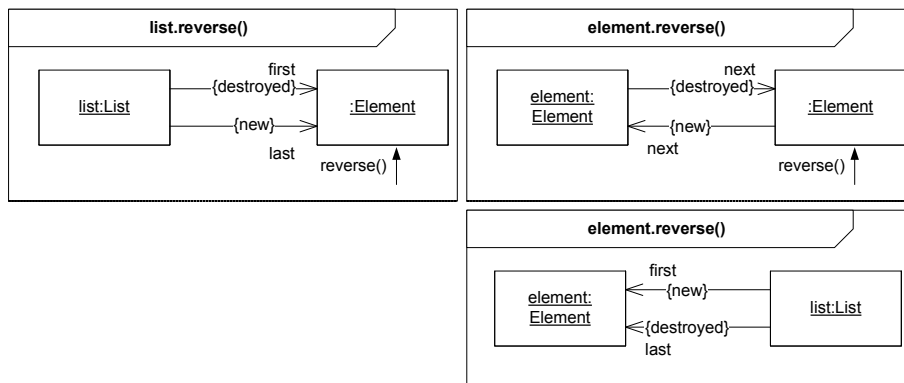 list.reverse()
first
{destroyed}
list:List
:Element
{new}
last
reverse()
element.reverse()
next
{destroyed}
element:
Element
:Element
{new}
next
reverse()
element.reverse()
first
{new}
element:
Element
list:List
{destroyed}
last